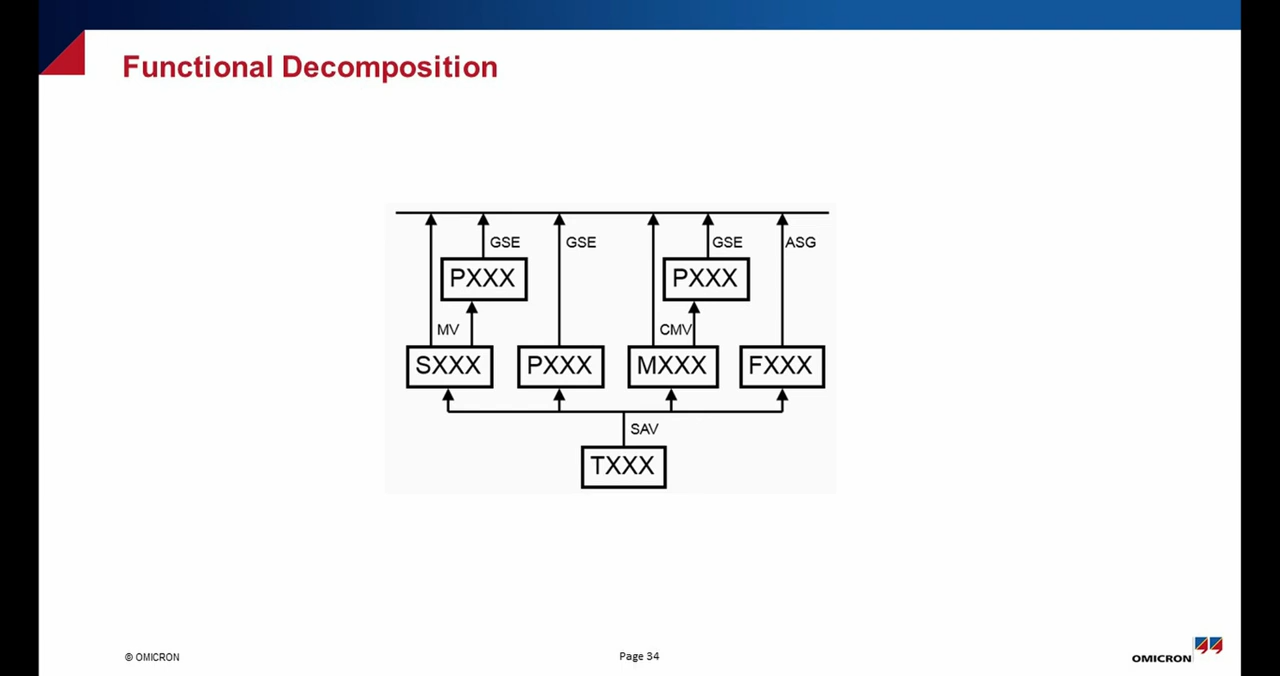 Functional Decomposition
GSE GSE GSE ASG
PXXX PXXX
MV CMV
SXXX PXXX MXXX FXXX
SAV
TXXX
© OMICRON Page 34 OMICRON